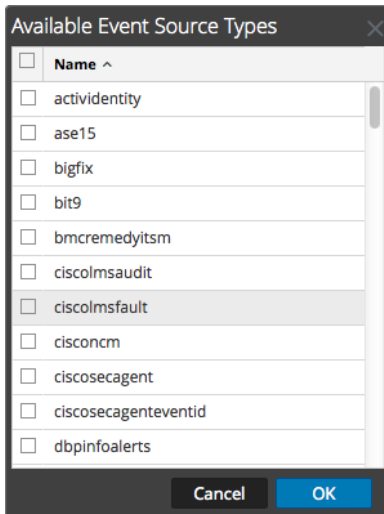 Available Event Source Types
Name
actividentity
ase15
bigfix
bit9
bmcremedyitsm
ciscolmsaudit
ciscolmsfault
cisconcm
ciscosecagent
ciscosecagenteventid
dbpinfoalerts
Cancel OK